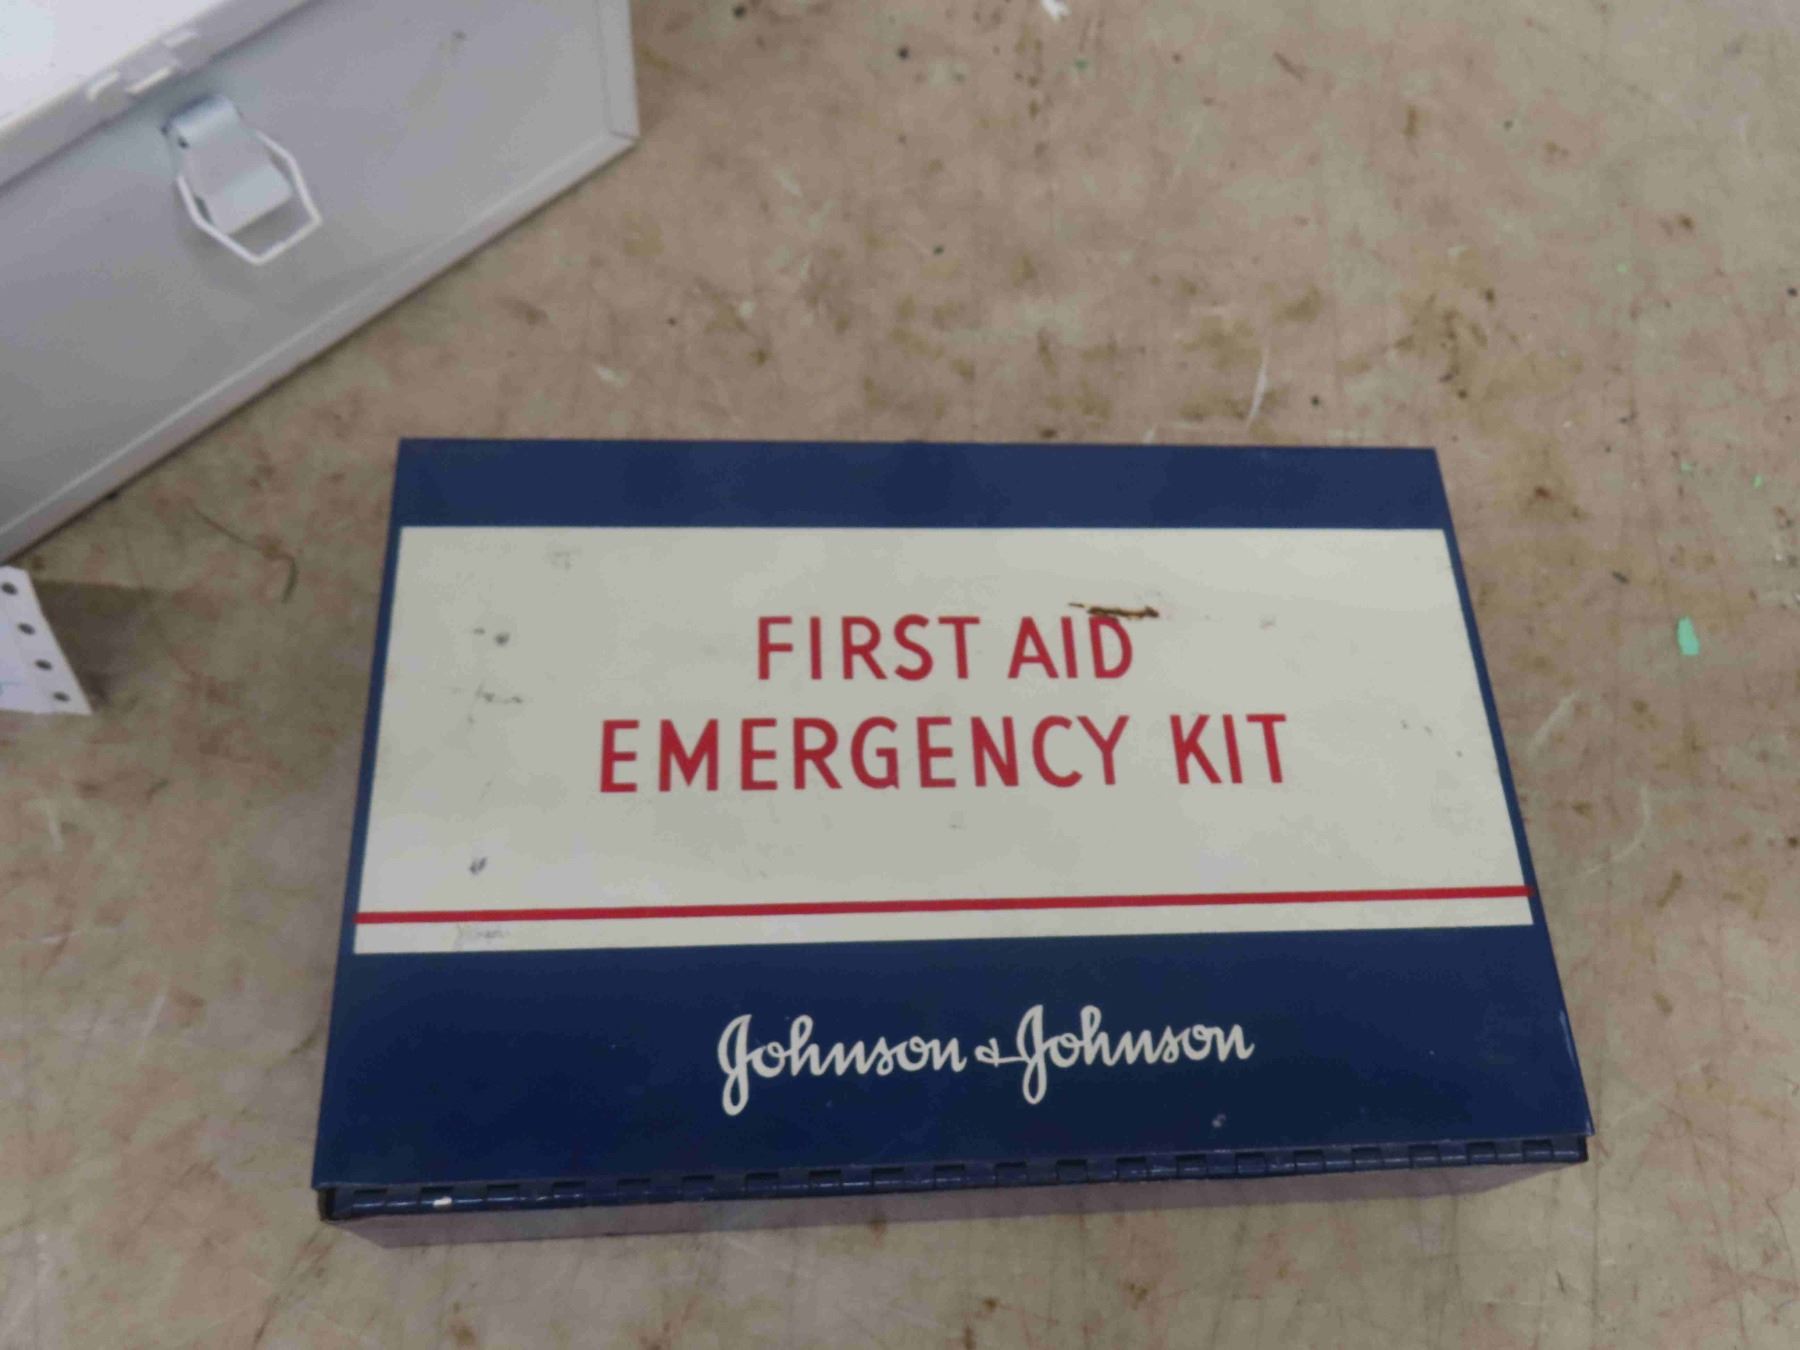 FIRST AID
EMERGENCY KIT
Johnson & Johnson